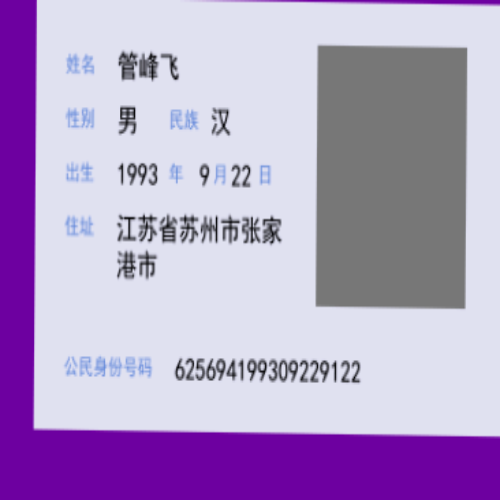 姓名 管峰飞
性别 男 民族 汉
出生 1993 年 9 月 22 日
住址 江苏省苏州市张家
港市
公民身份号码 625694199309229122